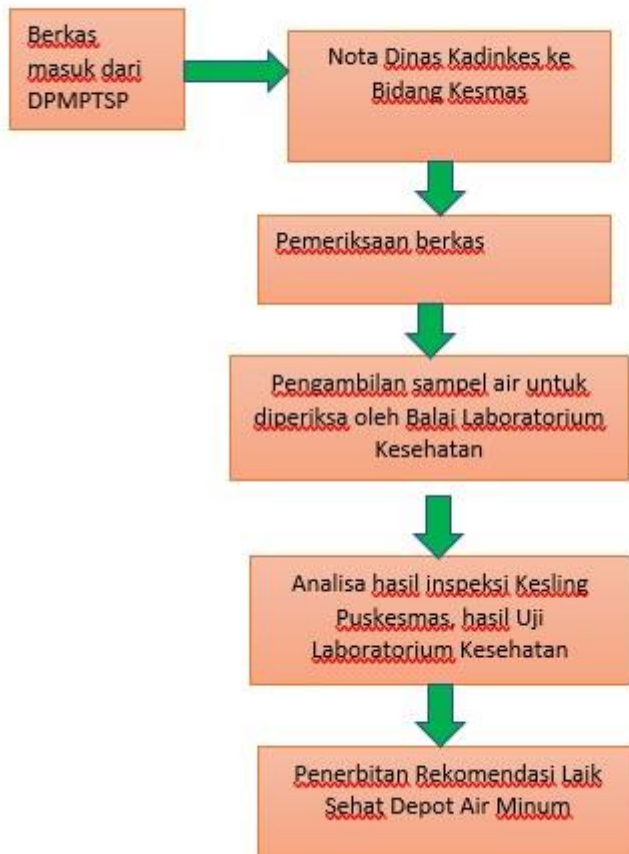 Berkas
masuk dari
DPMPTSP
Nota Dinas Kadinkes ke
Bidang Kesmas
Pemeriksaan berkas
Pengambilan sampel air untuk
diperiksa oleh Balai Laboratorium
Kesehatan
Analisa hasil inspeksi Kesling
Puskesmas, hasil Uji
Laboratorium Kesehatan
Penerbitan Rekomendasi Laik
Sehat Depot Air Minum